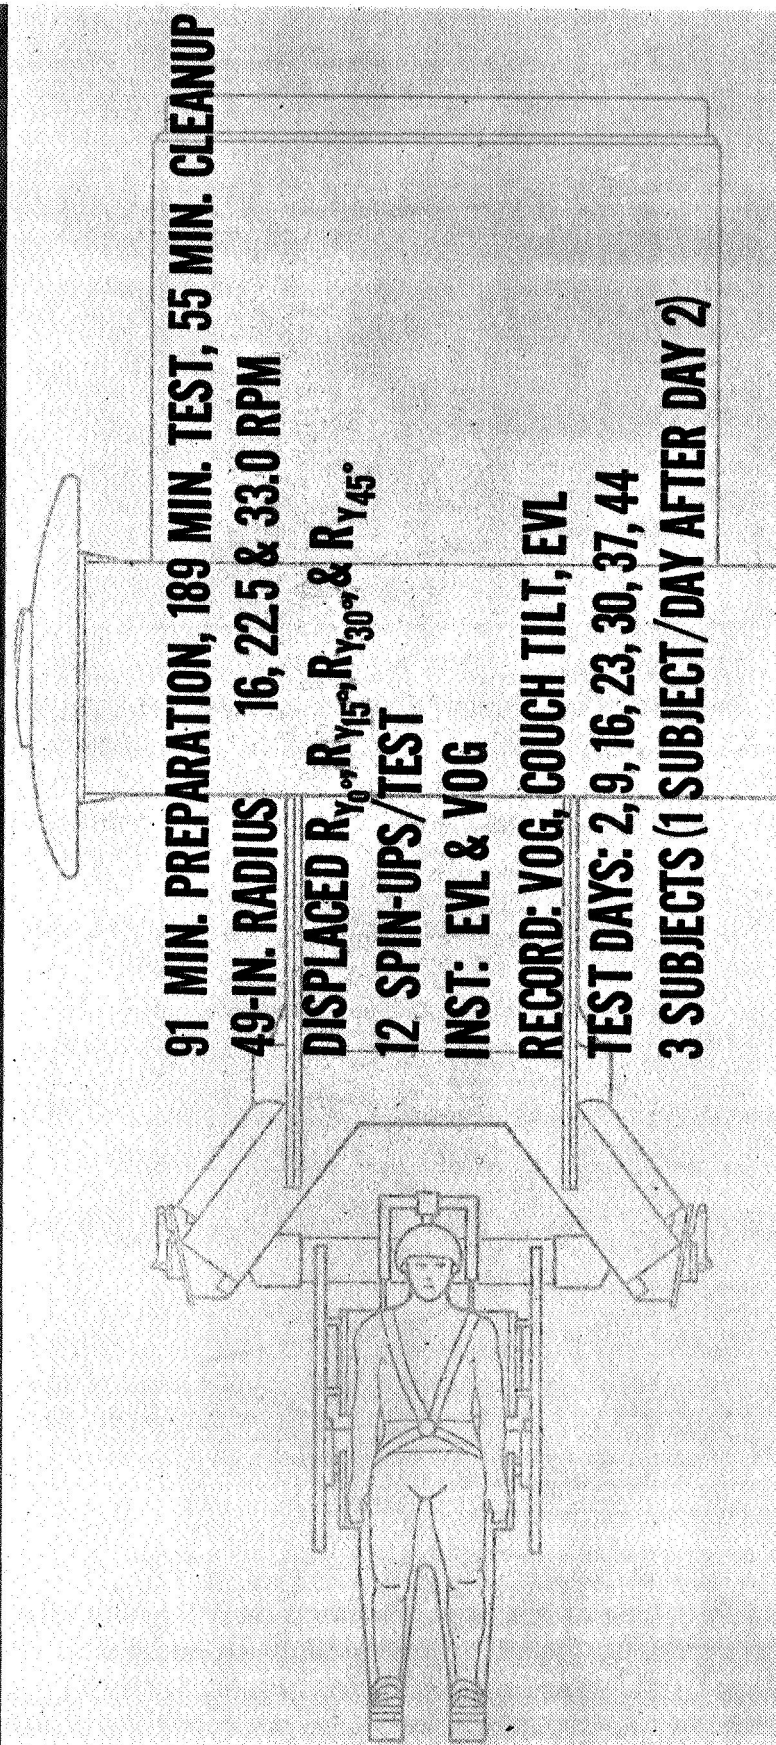 91 MIN. PREPARATION, 189 MIN. TEST, 55 MIN. CLEANUP
49-IN. RADIUS 16, 22.5 & 33.0 RPM
DISPLACED RY0°, RY15°, RY30°, & RY45°
12 SPIN-UPS/TEST
INST: EVL & VOG
RECORD: VOG, COUCH TILT, EVL
TEST DAYS: 2, 9, 16, 23, 30, 37, 44
3 SUBJECTS (1 SUBJECT/DAY AFTER DAY 2)